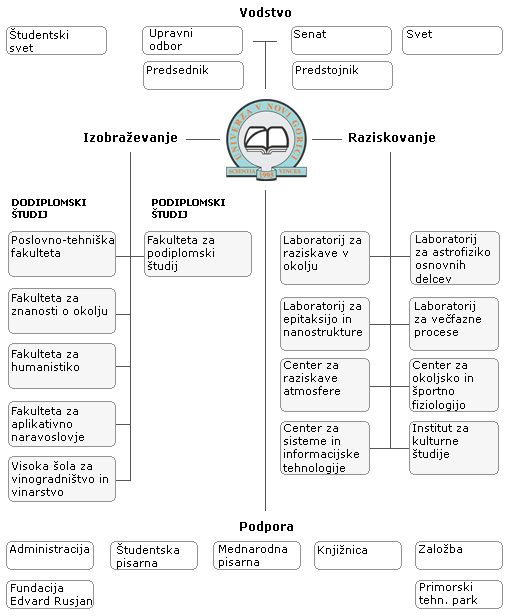 Vodstvo
Študentski
svet
Upravni
odbor
Senat
Svet
Predsednik
Predstojnik
UNIVERZA V NOVI GORICI
SCIENTIA VINCES
1995
Izobraževanje
Raziskovanje
DODIPLOMSKI
ŠTUDIJ
PODIPLOMSKI
ŠTUDIJ
Poslovno-tehniška
fakulteta
Fakulteta za
podiplomski
študij
Fakulteta za
znanosti o okolju
Fakulteta za
humanistiko
Fakulteta za
aplikativno
naravoslovje
Visoka šola za
vinogradništvo in
vinarstvo
Laboratorij za
raziskave v
okolju
Laboratorij
za astrofiziko
osnovnih
delcev
Laboratorij za
epitaksijo in
nanostrukture
Laboratorij
za večfazne
procese
Center za
raziskave
atmosfere
Center za
okoljsko in
športno
fiziologijo
Center za
sisteme in
informacijske
tehnologije
Institut za
kulturne
študije
Podpora
Administracija
Študentska
pisarna
Mednarodna
pisarna
Knjižnica
Založba
Fundacija
Edvard Rusjan
Primorski
tehn. park